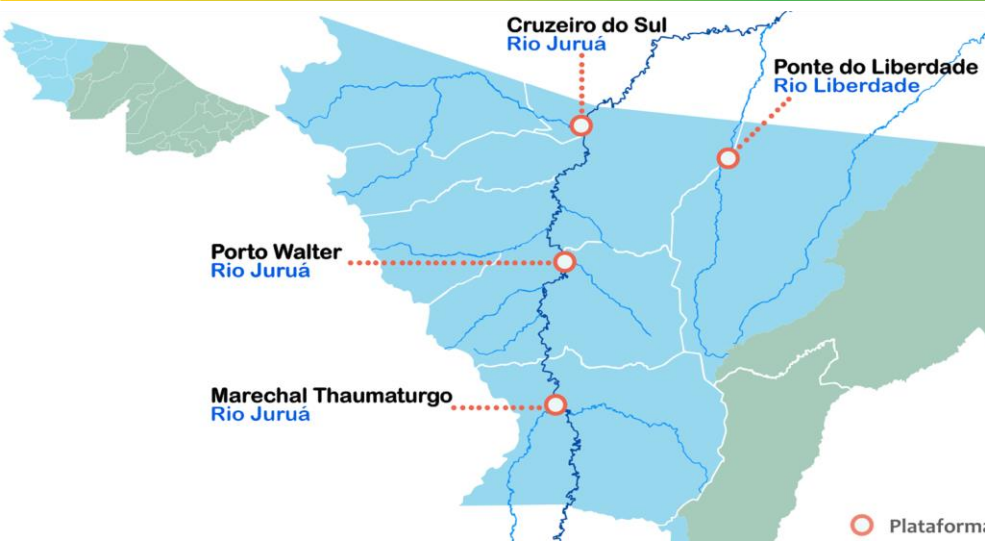 Cruzeiro do Sul
Rio Juruá
Ponte do Liberdade
Rio Liberdade
Porto Walter
Rio Juruá
Marechal Thaumaturgo
Rio Juruá
Plataforma